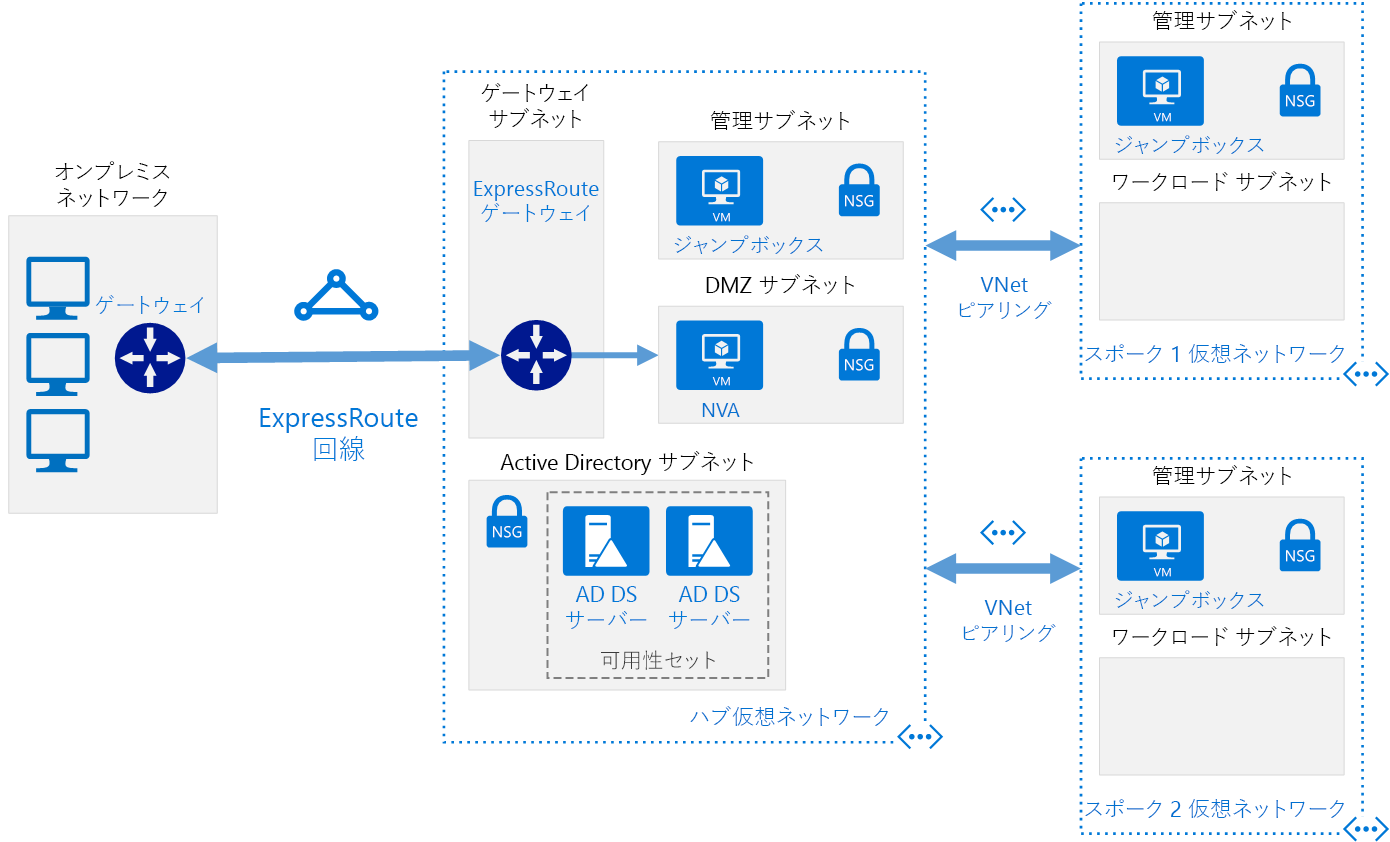 オンプレミス
ネットワーク
ゲートウェイ
ExpressRoute
回線
ゲートウェイ
サブネット
ExpressRoute
ゲートウェイ
管理サブネット
VM
NSG
ジャンプボックス
DMZ サブネット
VM
NSG
NVA
Active Directory サブネット
NSG
AD DS
サーバー
AD DS
サーバー
可用性セット
ハブ仮想ネットワーク
VNet
ピアリング
VNet
ピアリング
管理サブネット
VM
NSG
ジャンプボックス
ワークロード サブネット
スポーク 1 仮想ネットワーク
管理サブネット
VM
NSG
ジャンプボックス
ワークロード サブネット
スポーク 2 仮想ネットワーク